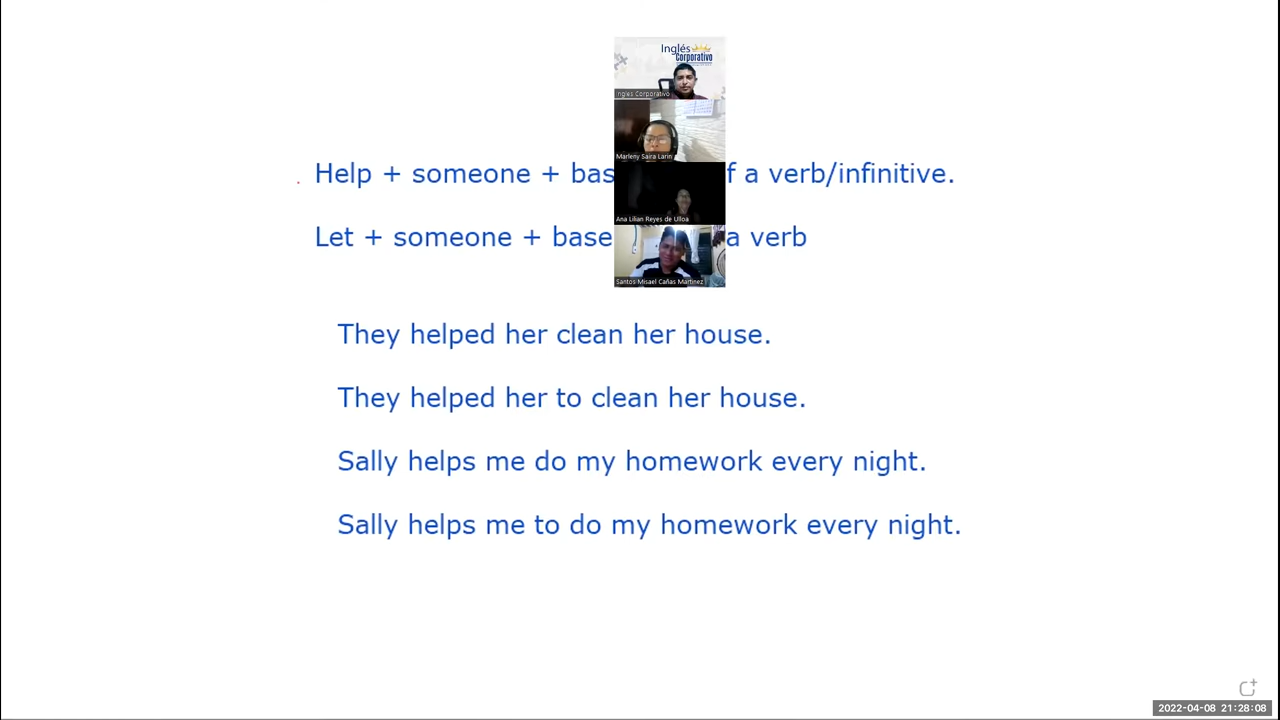 Inglés
Corporativo
Inglés Corporativo
Marleny Saira Larin
Help + someone + bas f a verb/infinitive.
Ana Lilian Reyes de Ulloa
Let + someone + base a verb
Santos Misael Cañas Martinez
They helped her clean her house.
They helped her to clean her house.
Sally helps me do my homework every night.
Sally helps me to do my homework every night.
2022-04-08 21:28:08